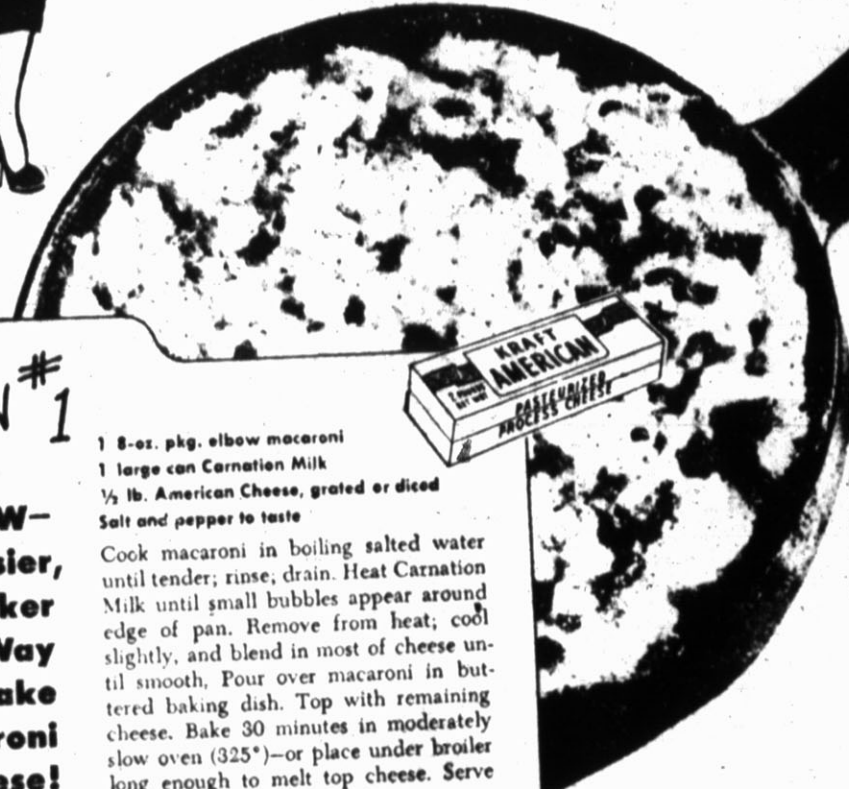 #1
KRAFT
AMERICAN
PASTEURIZED
PROCESS CHEESE
1 8-oz. pkg. elbow macaroni
1 large can Carnation Milk
½ lb. American Cheese, grated or diced
Salt and pepper to taste
Cook macaroni in boiling salted water
until tender; rinse; drain. Heat Carnation
Milk until small bubbles appear around
edge of pan. Remove from heat; cool
slightly, and blend in most of cheese un-
til smooth, Pour over macaroni in but-
tered baking dish. Top with remaining
cheese. Bake 30 minutes in moderately
slow oven (325°)—or place under broiler
long enough to melt top cheese. Serve
w—
sier,
ker
Way
ake
roni
ese!